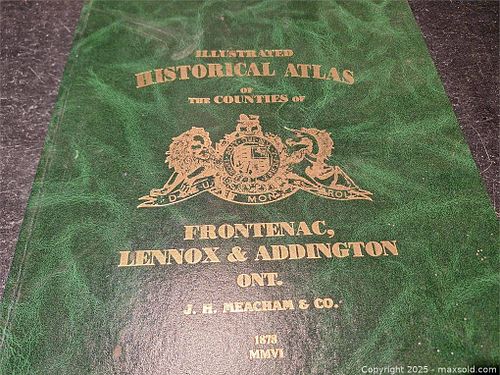 ILLUSTRATED
HISTORICAL ATLAS
OF
THE COUNTIES OF
FRONTENAC,
LENNOX & ADDINGTON
ONT.
J. H. MEACHAM & CO.
1878
MMVI
Copyright © 2025 - maxsold.com